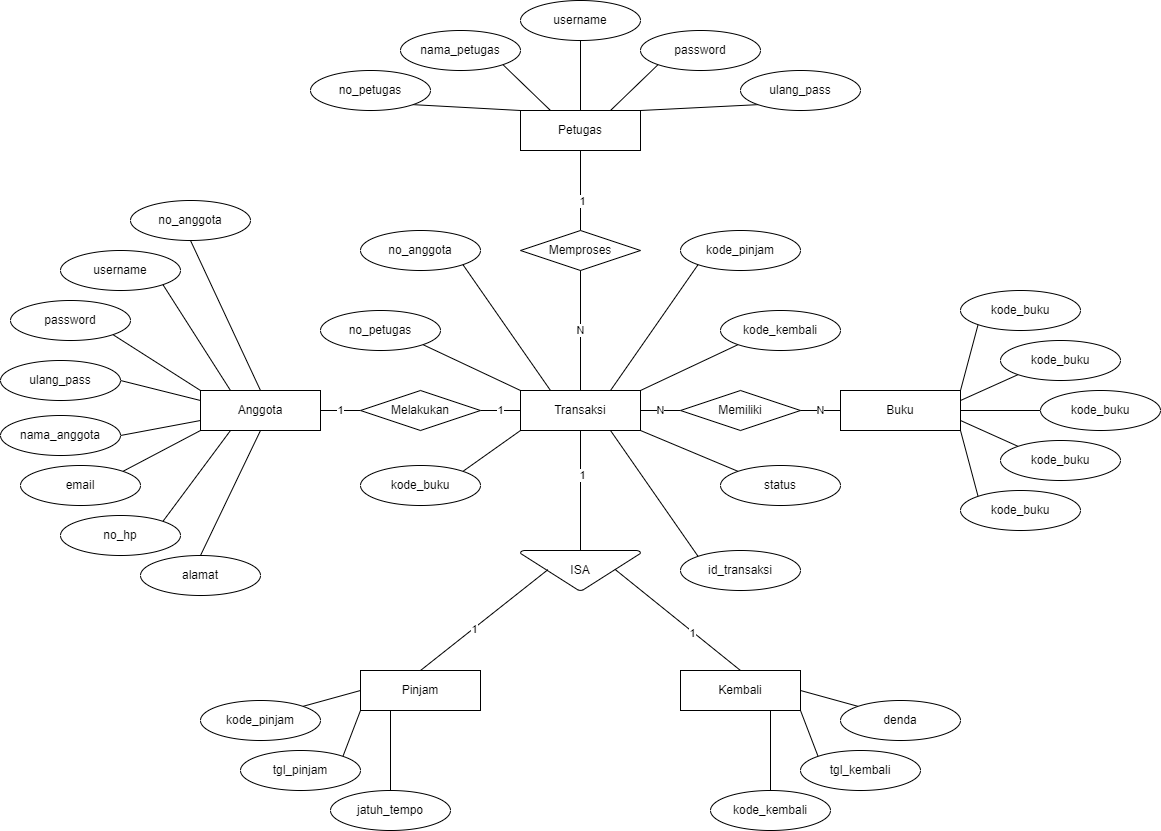 username
nama_petugas
password
no_petugas
ulang_pass
Petugas
1
no_anggota
no_anggota
Memproses
kode_pinjam
username
kode_buku
password
no_petugas
N
kode_kembali
kode_buku
ulang_pass
Anggota
1
Melakukan
1
Transaksi
N
Memiliki
N
Buku
kode_buku
nama_anggota
kode_buku
email
kode_buku
1
status
kode_buku
no_hp
alamat
ISA
id_transaksi
1
1
Pinjam
Kembali
kode_pinjam
denda
tgl_pinjam
tgl_kembali
jatuh_tempo
kode_kembali